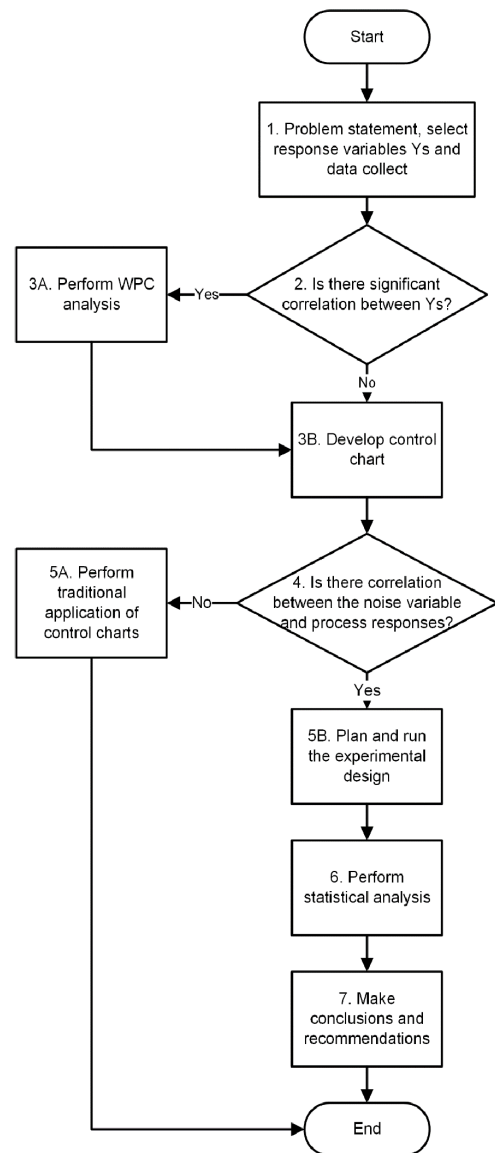 Start
1. Problem statement, select
response variables Ys and
data collect
2. Is there significant
correlation between Ys?
Yes
3A. Perform WPC
analysis
No
3B. Develop control
chart
4. Is there correlation
between the noise variable
and process responses?
No
5A. Perform
traditional
application of
control charts
Yes
5B. Plan and run
the experimental
design
6. Perform
statistical analysis
7. Make
conclusions and
recommendations
End